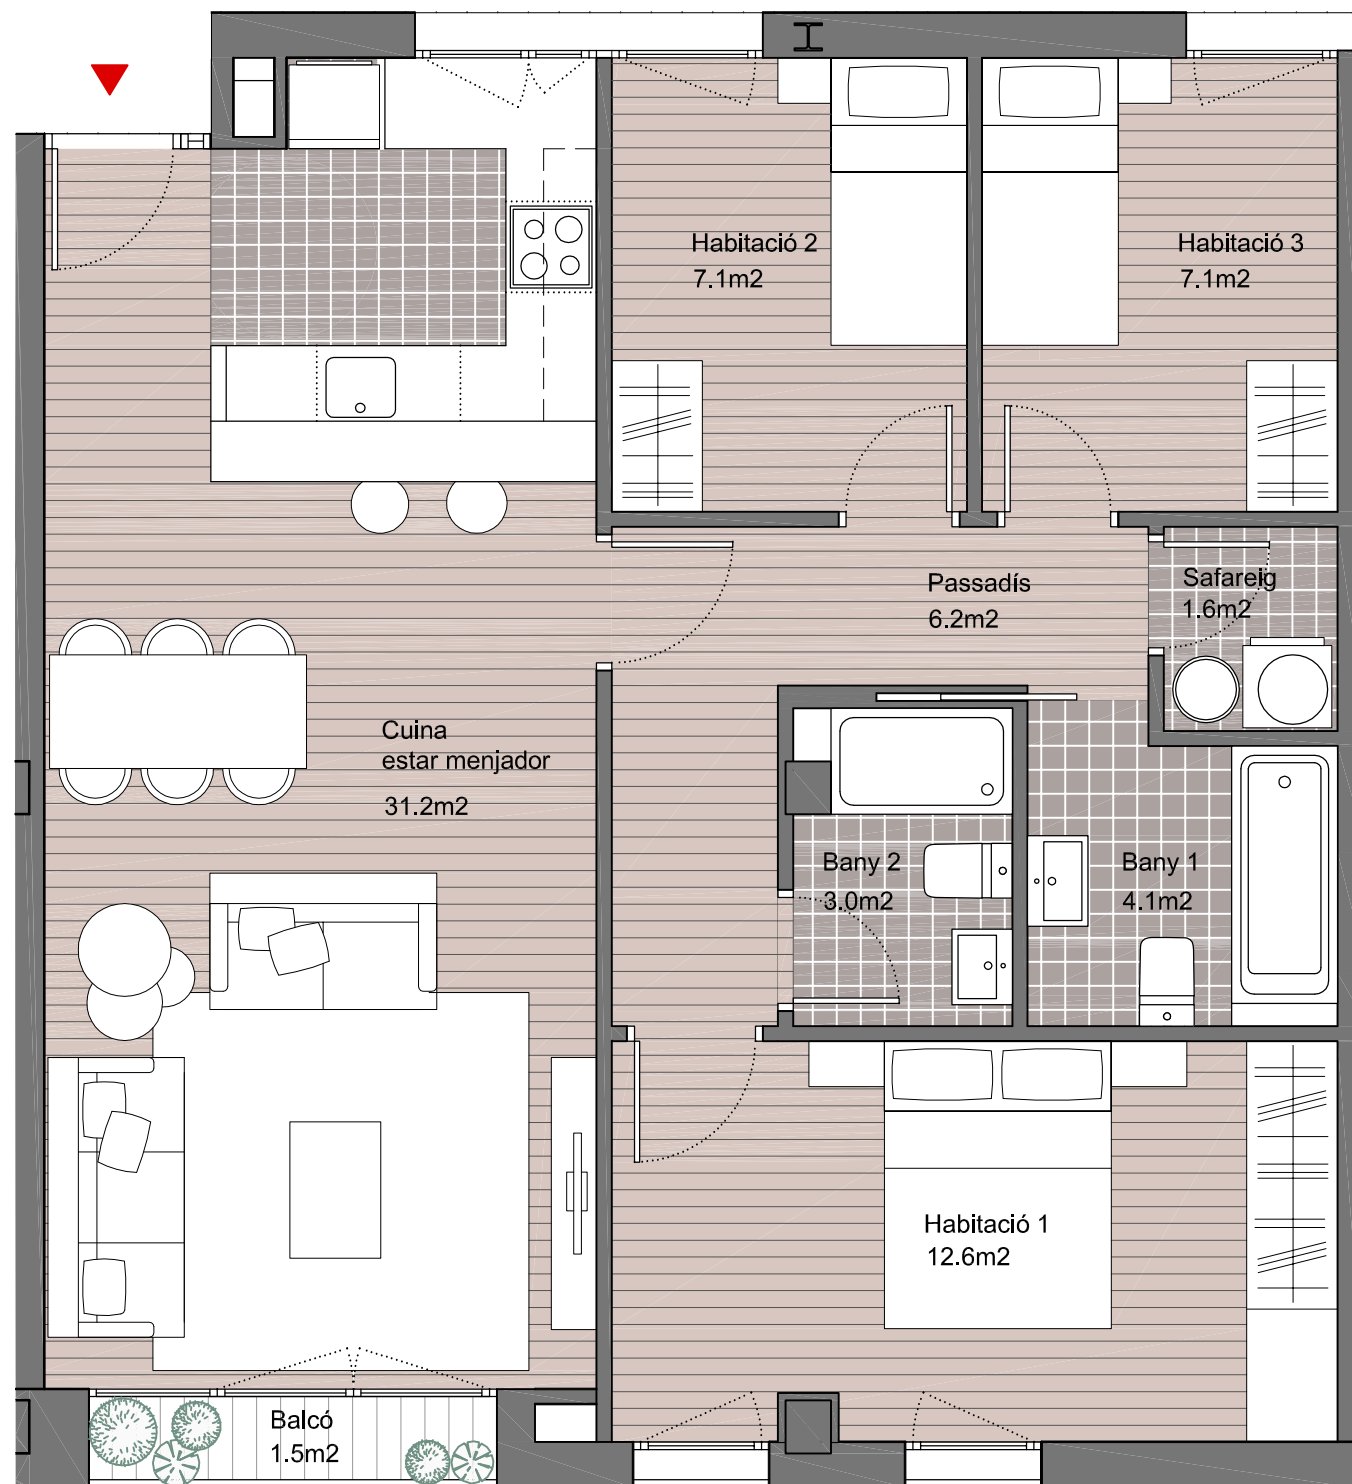 Habitació 2
7.1m2
Habitació 3
7.1m2
Passadís
6.2m2
Safareig
1.6m2
Cuina
estar menjador
31.2m2
Bany 2
3.0m2
Bany 1
4.1m2
Habitació 1
12.6m2
Balcó
1.5m2